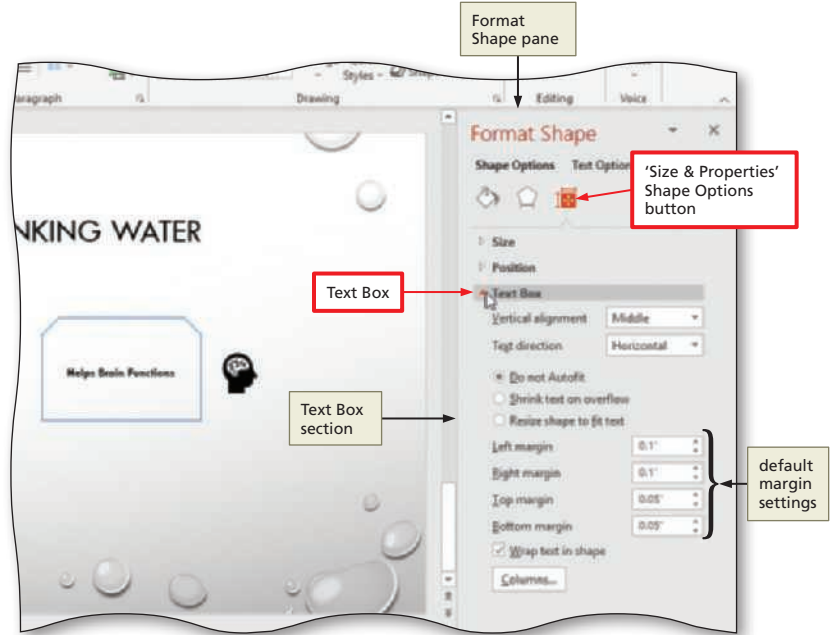 Format
Shape pane
Styles
Paragraph
Drawing
Editing
Voice
Format Shape
Shape Options Text Option
'Size & Properties'
Shape Options
button
NKING WATER
Size
Position
Text Box
Text Box
Vertical alignment Middle
Text direction Horizontal
Helps Brain Functions
Do not Autofit
Shrink text on overflow
Resize shape to fit text
Text Box
section
Left margin 0.1"
Right margin 0.1"
Top margin 0.05"
Bottom margin 0.05"
default
margin
settings
Wrap text in shape
Columns...